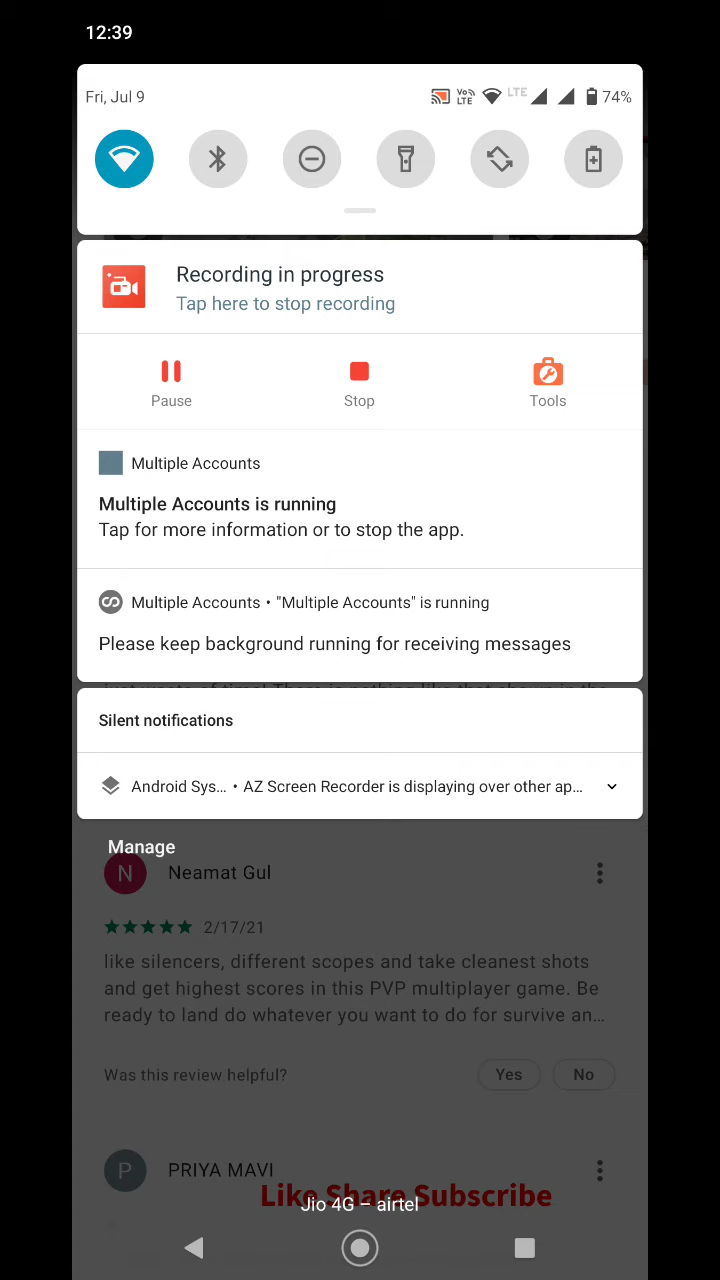 12:39
Fri, Jul 9
Vo LTE
LTE
74%
Recording in progress
Tap here to stop recording
Pause
Stop
Tools
Multiple Accounts
Multiple Accounts is running
Tap for more information or to stop the app.
Multiple Accounts • "Multiple Accounts" is running
Please keep background running for receiving messages
Silent notifications
Android Sys... • AZ Screen Recorder is displaying over other ap...
Manage
N
Neamat Gul
2/17/21
like silencers, different scopes and take cleanest shots
and get highest scores in this PVP multiplayer game. Be
ready to land do whatever you want to do for survive an...
Was this review helpful?
Yes
No
P
PRIYA MAVI
Like Share Subscribe
Jio 4G – airtel